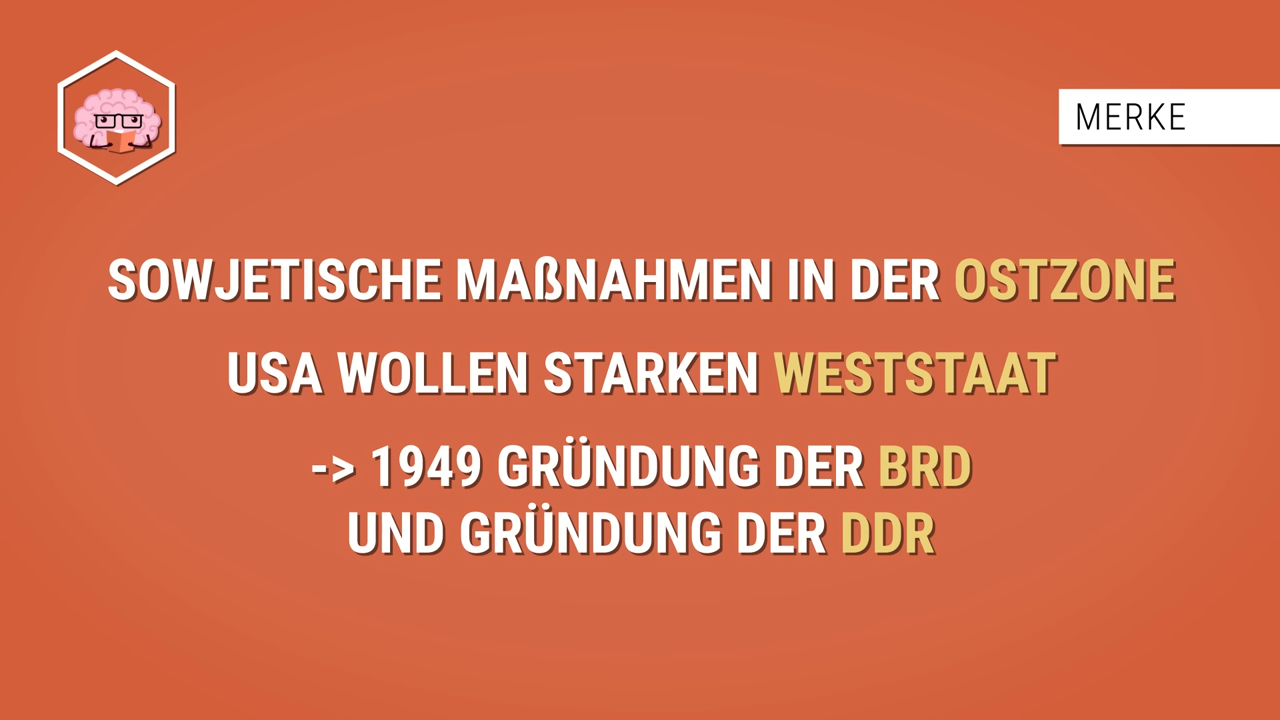 MERKE
SOWJETISCHE MAßNAHMEN IN DER OSTZONE
USA WOLLEN STARKEN WESTSTAAT
-> 1949 GRÜNDUNG DER BRD
UND GRÜNDUNG DER DDR